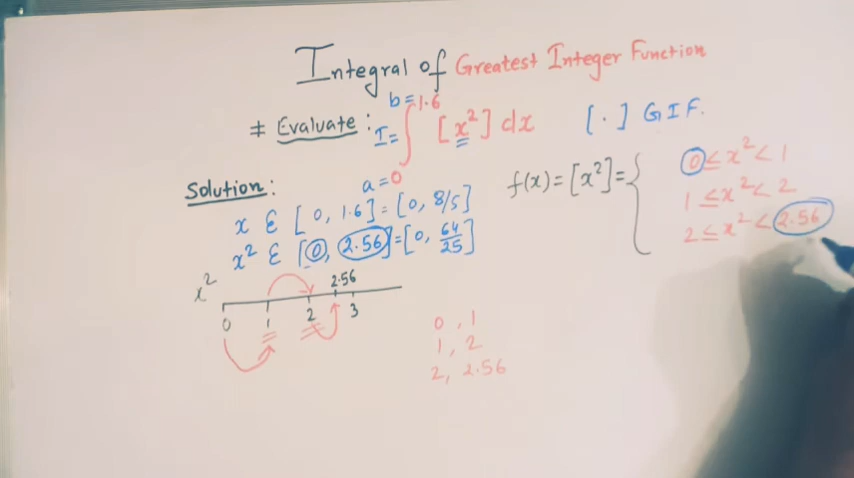 Integral of Greatest Integer Function
b=1.6
≠ Evaluate: I=∫ [x²] dx [·] GIF.
a=0
Solution:
x ε [0, 1.6]=[0, 8/5]
x² ε [0, 2.56]=[0, 64/25]
f(x)=[x²]={
0≤x²<1
1≤x²<2
2≤x²<2.56
x²
2.56
0 1 2 3
0, 1
1, 2
2, 2.56